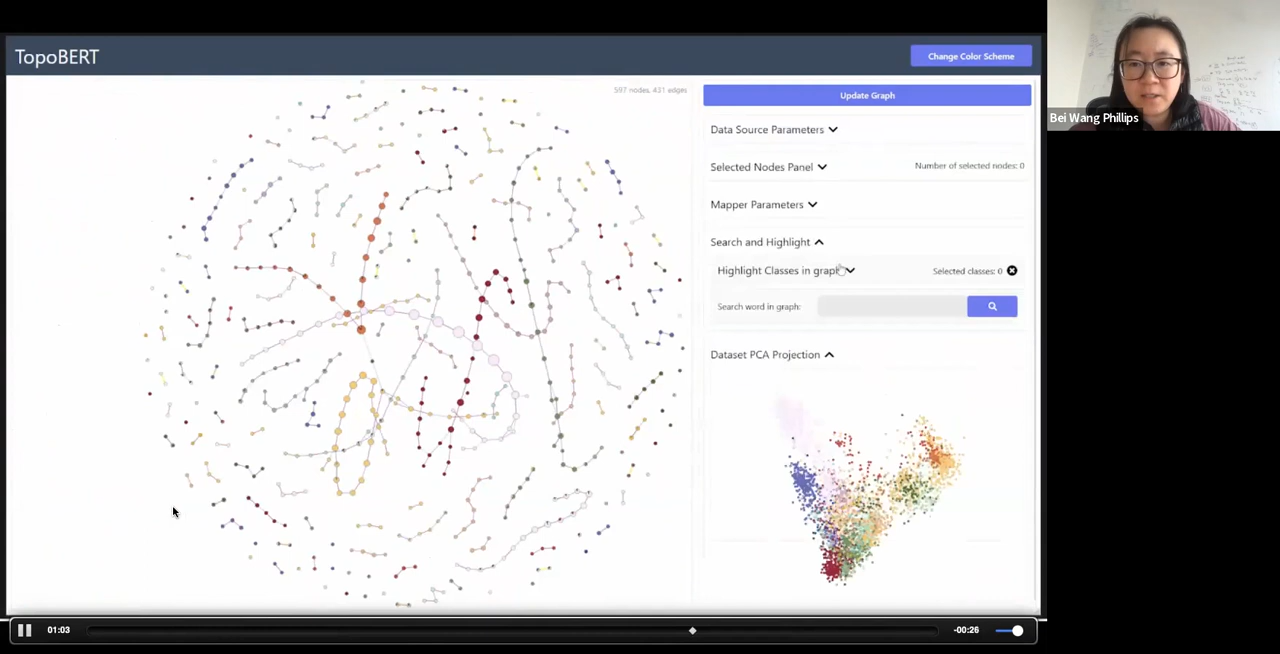 TopoBERT
Change Color Scheme
597 nodes, 431 edges
Update Graph
Data Source Parameters
Selected Nodes Panel
Number of selected nodes: 0
Mapper Parameters
Search and Highlight
Highlight Classes in graph
Selected classes: 0
Search word in graph:
Dataset PCA Projection
Bei Wang Phillips
01:03
-00:26